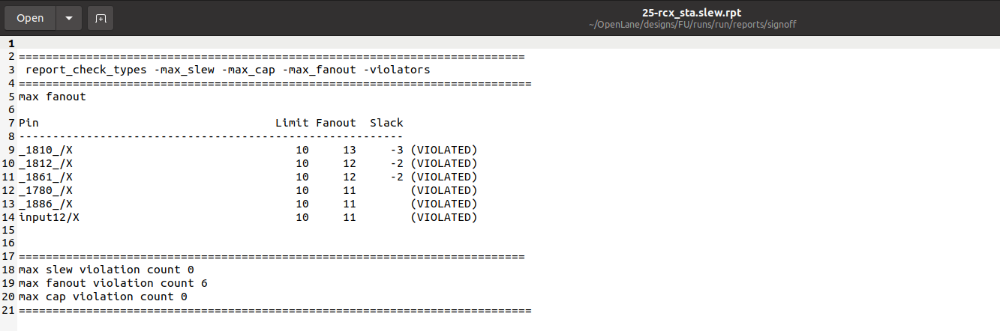 Open
25-rcx_sta.slew.rpt
~/OpenLane/designs/FU/runs/run/reports/signoff
1
2 ===========================================================================
3  report_check_types -max_slew -max_cap -max_fanout -violators
4 ============================================================================
5 max fanout
6
7 Pin                                   Limit Fanout  Slack
8 ---------------------------------------------------------
9 _1810_/X                                 10     13     -3 (VIOLATED)
10 _1812_/X                                 10     12     -2 (VIOLATED)
11 _1861_/X                                 10     12     -2 (VIOLATED)
12 _1780_/X                                 10     11        (VIOLATED)
13 _1886_/X                                 10     11        (VIOLATED)
14 input12/X                                10     11        (VIOLATED)
15
16
17 ===========================================================================
18 max slew violation count 0
19 max fanout violation count 6
20 max cap violation count 0
21 ============================================================================